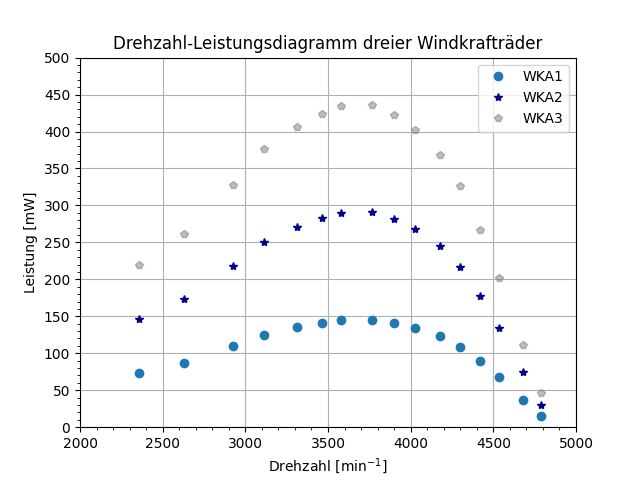 Drehzahl-Leistungsdiagramm dreier Windkrafträder
500
450
400
350
300
250
200
150
100
50
0
Leistung [mW]
WKA1
WKA2
WKA3
2000 2500 3000 3500 4000 4500 5000
Drehzahl [min⁻¹]